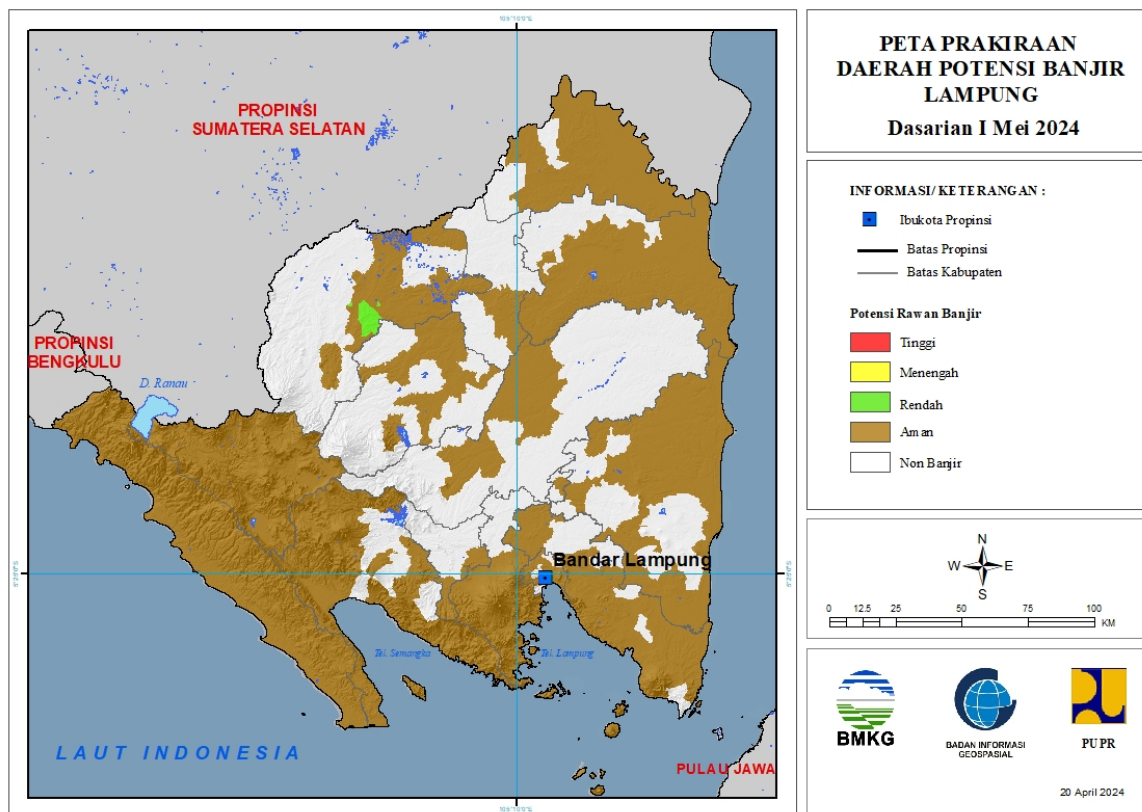 PETA PRAKIRAAN
DAERAH POTENSI BANJIR
LAMPUNG
Dasarian I Mei 2024
PROPINSI
SUMATERA SELATAN
PROPINSI
BENGKULU
D. Ranau
Bandar Lampung
Tel. Semangka
Tel. Lampung
LAUT INDONESIA
PULAU JAWA
INFORMASI/ KETERANGAN :
Ibukota Propinsi
Batas Propinsi
Batas Kabupaten
Potensi Rawan Banjir
Tinggi
Menengah
Rendah
Aman
Non Banjir
N
W E
S
0 12.5 25 50 75 100
KM
BMKG
BADAN INFORMASI
GEOSPASIAL
PUPR
20 April 2024